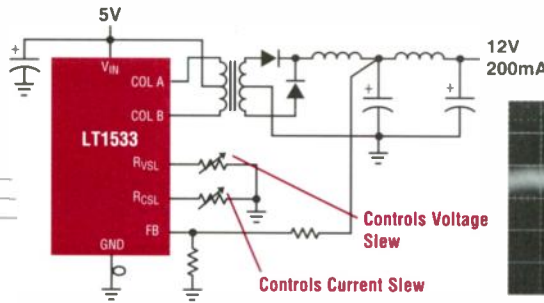 5V
12V
200mA
+
VIN
COL A
COL B
LT1533
RVSL
RCSL
FB
GND
+
+
Controls Voltage
Slew
Controls Current Slew